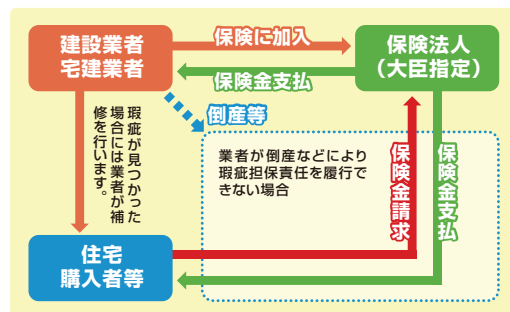 建設業者
宅建業者
保険に加入
保険法人
（大臣指定）
保険金支払
倒産等
瑕疵が見つかった
場合には業者が補
修を行います。
業者が倒産などにより
瑕疵担保責任を履行で
きない場合
保険金請求
保険金支払
住宅
購入者等